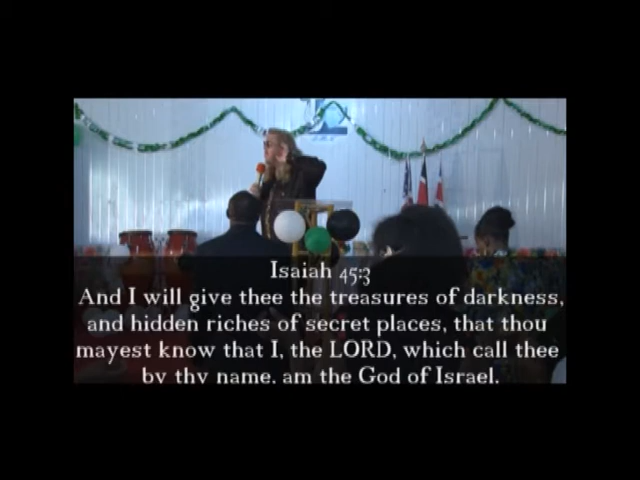 Isaiah 45:3
And I will give thee the treasures of darkness,
and hidden riches of secret places, that thou
mayest know that I, the LORD, which call thee
by thy name, am the God of Israel.